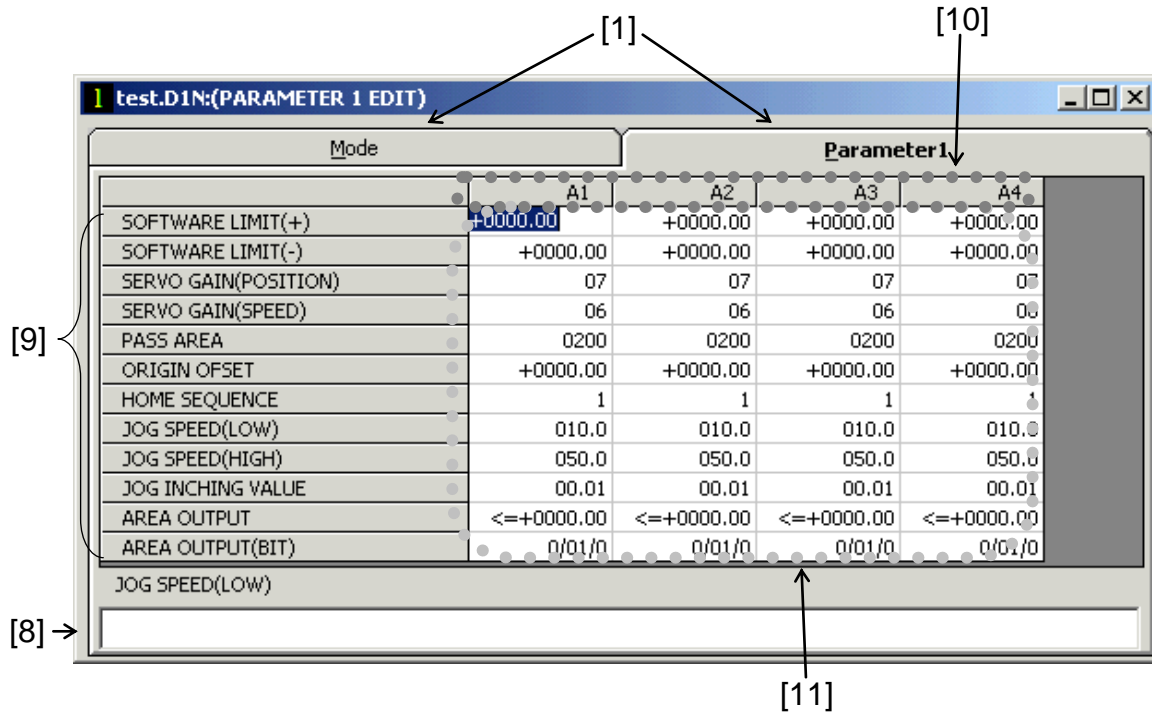 [1] [10]
test.D1N:(PARAMETER 1 EDIT)
Mode Parameter1
A1 A2 A3 A4
SOFTWARE LIMIT(+) +0000.00 +0000.00 +0000.00 +0000.00
SOFTWARE LIMIT(-) +0000.00 +0000.00 +0000.00 +0000.00
SERVO GAIN(POSITION) 07 07 07 07
SERVO GAIN(SPEED) 06 06 06 06
[9] PASS AREA 0200 0200 0200 0200
ORIGIN OFSET +0000.00 +0000.00 +0000.00 +0000.00
HOME SEQUENCE 1 1 1 1
JOG SPEED(LOW) 010.0 010.0 010.0 010.0
JOG SPEED(HIGH) 050.0 050.0 050.0 050.0
JOG INCHING VALUE 00.01 00.01 00.01 00.01
AREA OUTPUT <=+0000.00 <=+0000.00 <=+0000.00 <=+0000.00
AREA OUTPUT(BIT) 0/01/0 0/01/0 0/01/0 0/01/0
JOG SPEED(LOW)
[8]
[11]